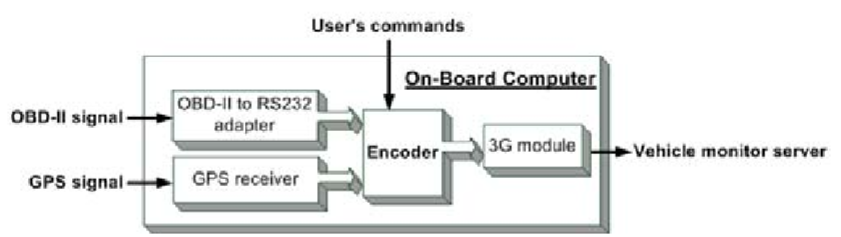 User's commands
On-Board Computer
OBD-II signal
OBD-II to RS232
adapter
Encoder
3G module
Vehicle monitor server
GPS signal
GPS receiver